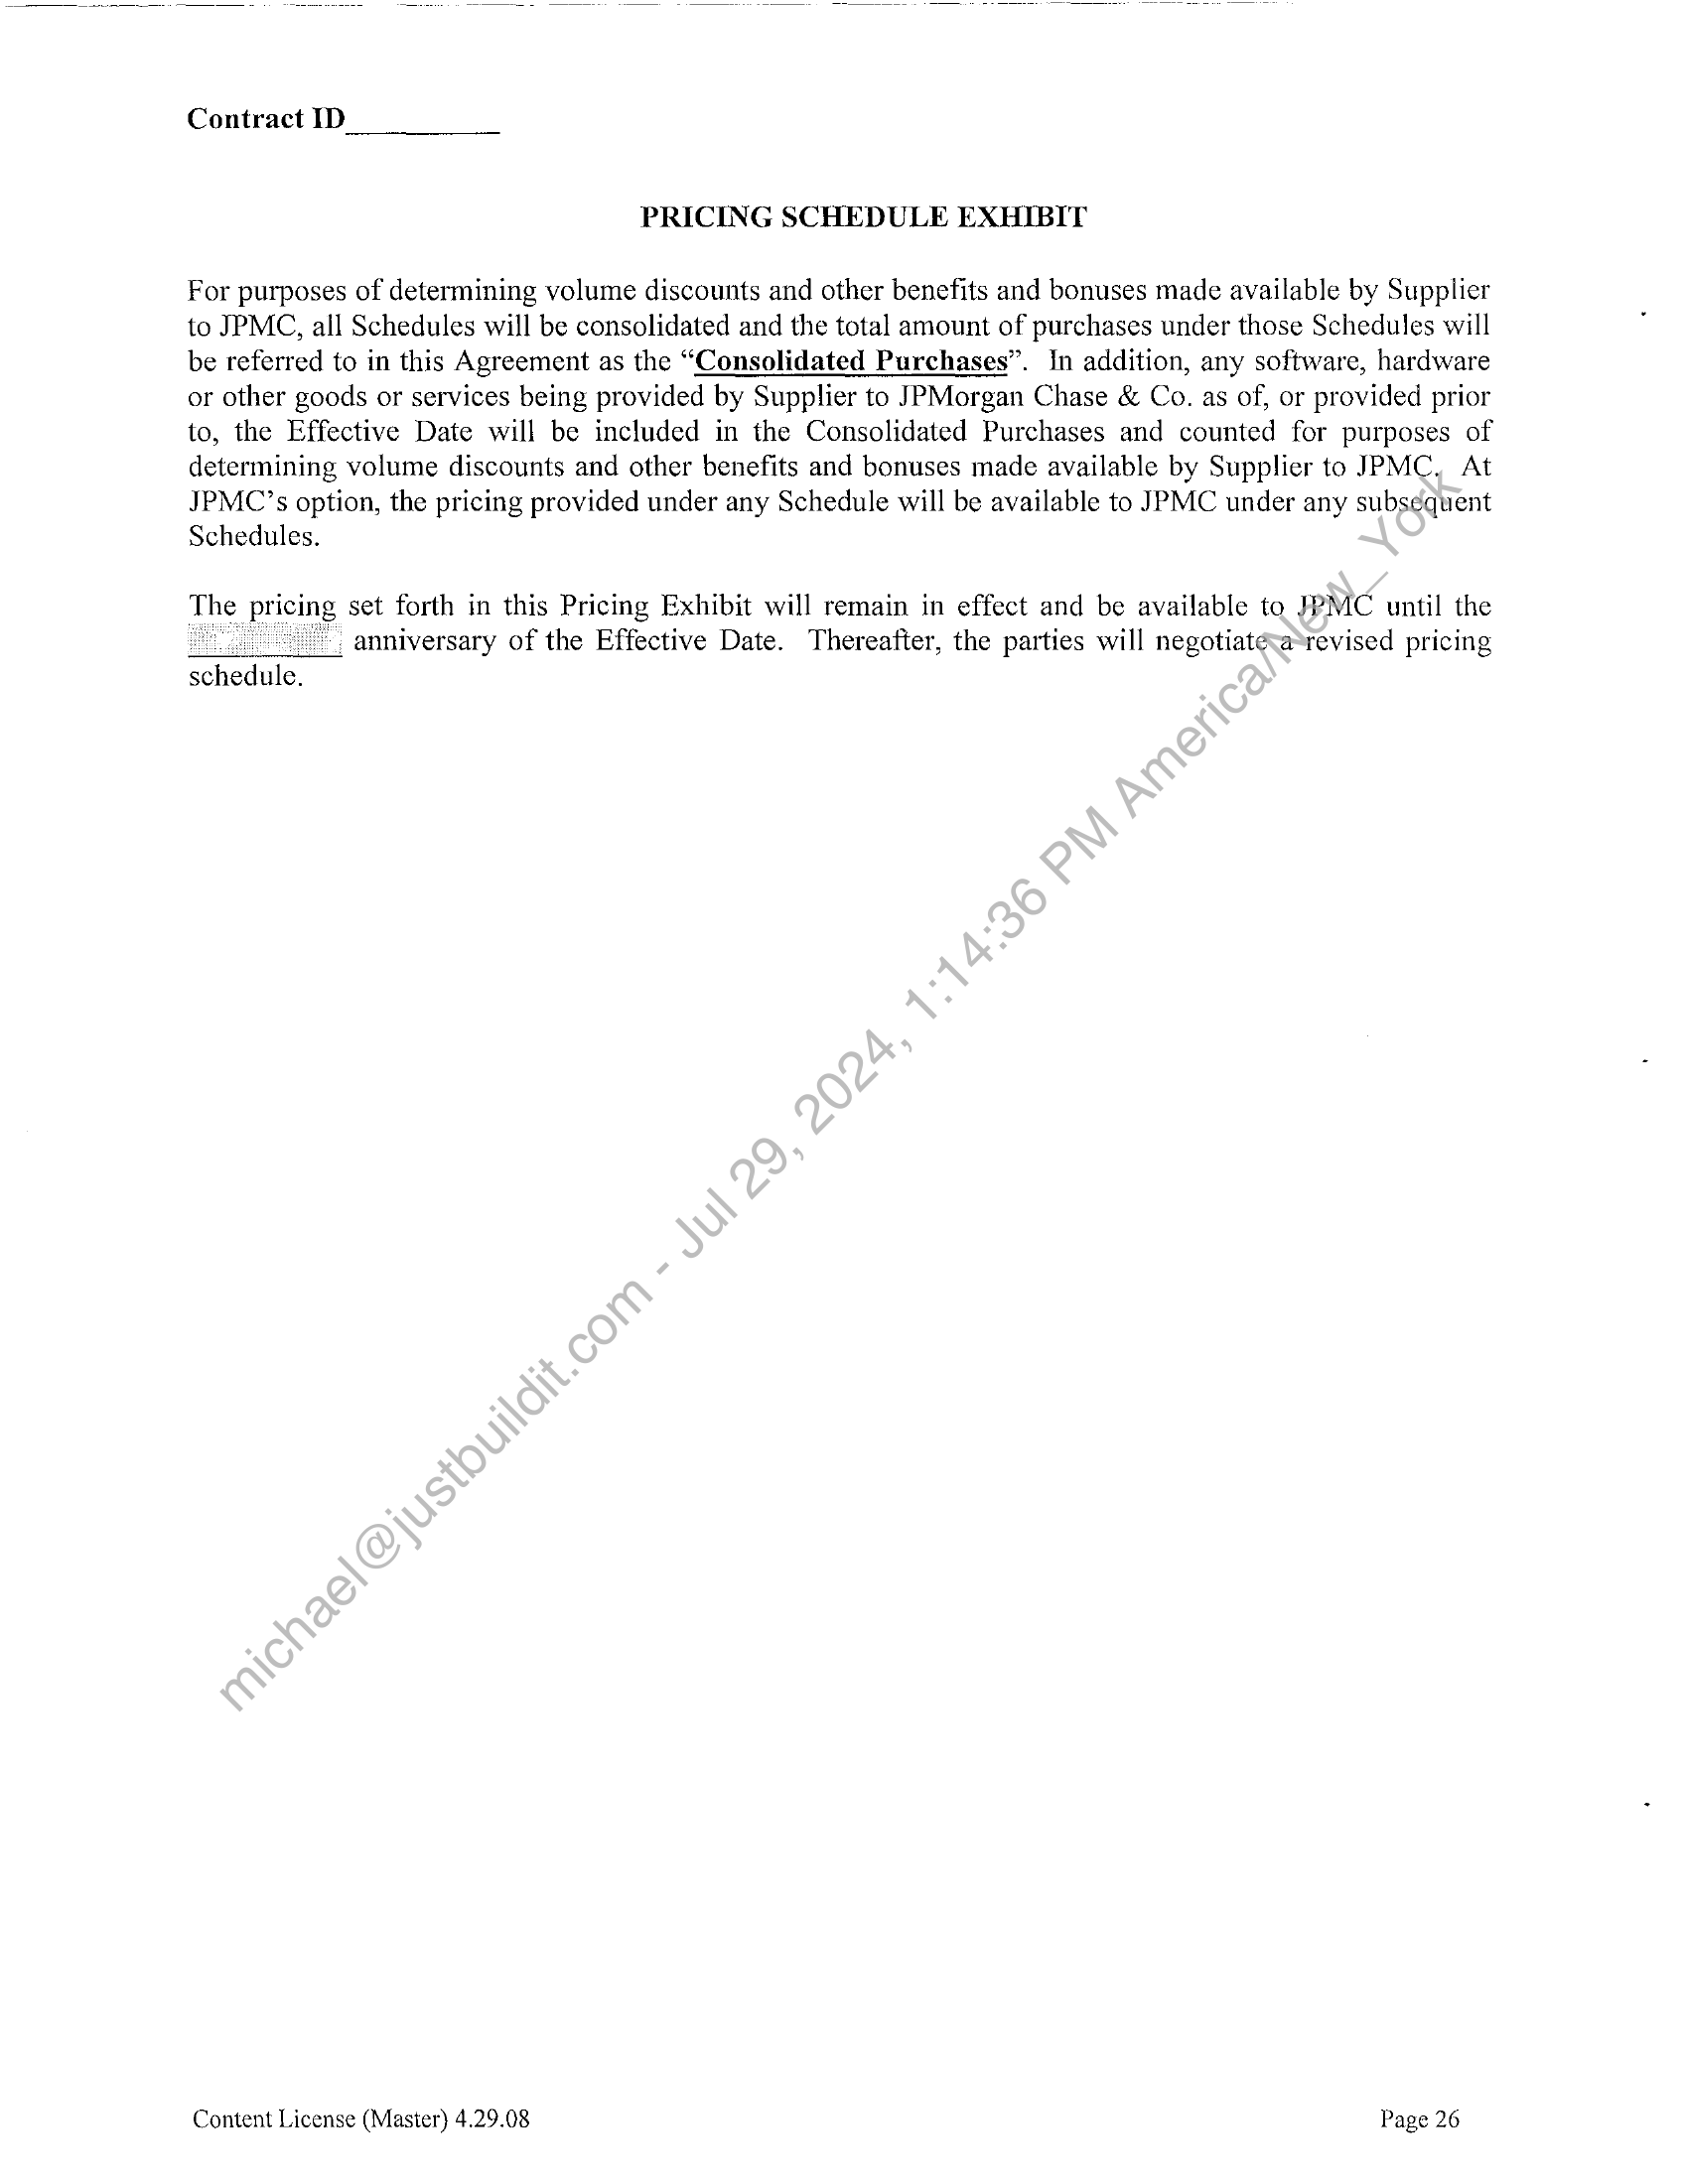 Contract ID__________
PRICING SCHEDULE EXHIBIT
For purposes of determining volume discounts and other benefits and bonuses made available by Supplier
to JPMC, all Schedules will be consolidated and the total amount of purchases under those Schedules will
be referred to in this Agreement as the “Consolidated Purchases”. In addition, any software, hardware
or other goods or services being provided by Supplier to JPMorgan Chase & Co. as of, or provided prior
to, the Effective Date will be included in the Consolidated Purchases and counted for purposes of
determining volume discounts and other benefits and bonuses made available by Supplier to JPMC. At
JPMC’s option, the pricing provided under any Schedule will be available to JPMC under any subsequent
Schedules.
The pricing set forth in this Pricing Exhibit will remain in effect and be available to JPMC until the
__________ anniversary of the Effective Date. Thereafter, the parties will negotiate a revised pricing
schedule.
michael@justbuildit.com - Jul 29, 2024, 1:14:36 PM America/New_York
Content License (Master) 4.29.08 Page 26